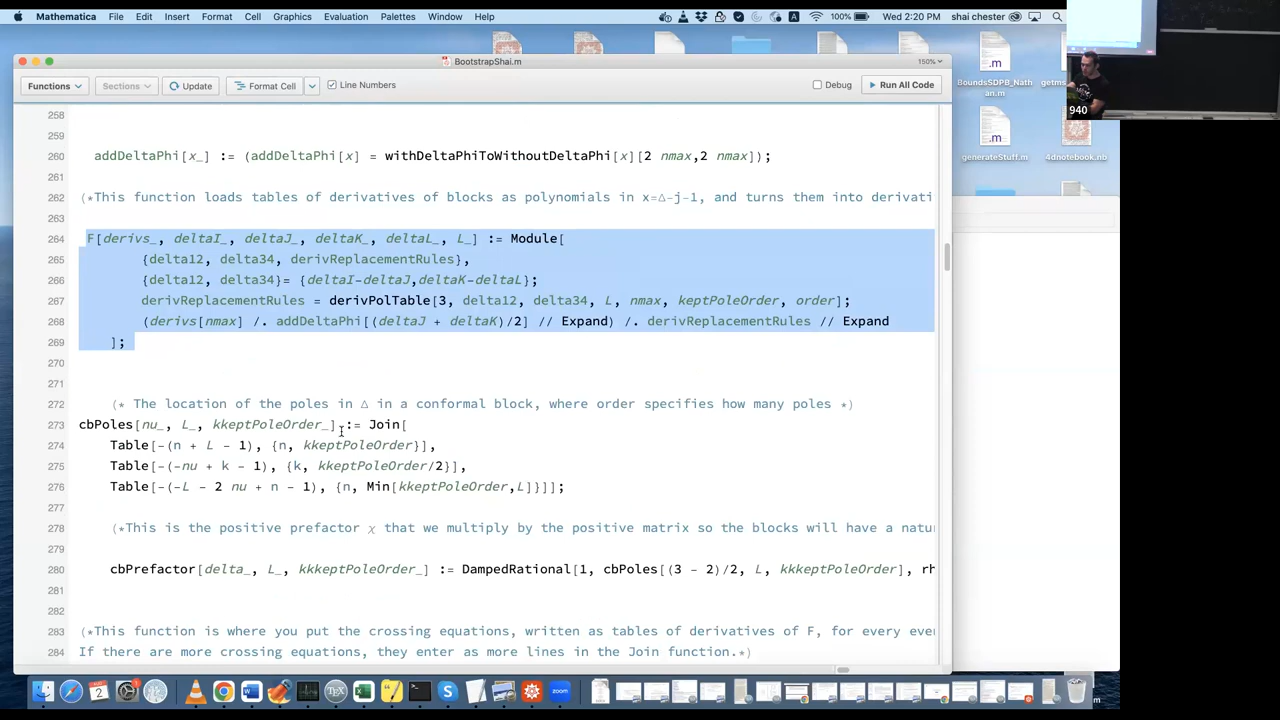 Mathematica File Edit Insert Format Cell Graphics Evaluation Palettes Window Help A 100% Wed 2:20 PM shai chester
BootstrapShai.m
150%
Functions Sections Update Format Cell Line Numbers Debug Run All Code
258
259
260 addDeltaPhi[x_] := (addDeltaPhi[x] = withDeltaPhiToWithoutDeltaPhi[x][2 nmax,2 nmax]);
261
262 (*This function loads tables of derivatives of blocks as polynomials in x=Δ-j-1, and turns them into derivati
263
264 F[derivs_, deltaI_, deltaJ_, deltaK_, deltaL_, L_] := Module[
265 {delta12, delta34, derivReplacementRules},
266 {delta12, delta34}= {deltaI-deltaJ,deltaK-deltaL};
267 derivReplacementRules = derivPolTable[3, delta12, delta34, L, nmax, keptPoleOrder, order];
268 (derivs[nmax] /. addDeltaPhi[(deltaJ + deltaK)/2] // Expand) /. derivReplacementRules // Expand
269 ];
270
271
272 (* The location of the poles in Δ in a conformal block, where order specifies how many poles *)
273 cbPoles[nu_, L_, kkeptPoleOrder_] := Join[
274 Table[-(n + L - 1), {n, kkeptPoleOrder}],
275 Table[-(-nu + k - 1), {k, kkeptPoleOrder/2}],
276 Table[-(-L - 2 nu + n - 1), {n, Min[kkeptPoleOrder,L]}]];
277
278 (*This is the positive prefactor χ that we multiply by the positive matrix so the blocks will have a natur
279
280 cbPrefactor[delta_, L_, kkkeptPoleOrder_] := DampedRational[1, cbPoles[(3 - 2)/2, L, kkkeptPoleOrder], rh
281
282
283 (*This function is where you put the crossing equations, written as tables of derivatives of F, for every eve
284 If there are more crossing equations, they enter as more lines in the Join function.*)
.m
BoundsSDPB_Nath
an.m
getms
.m
generateStuff.m
4dnotebook.nb
940